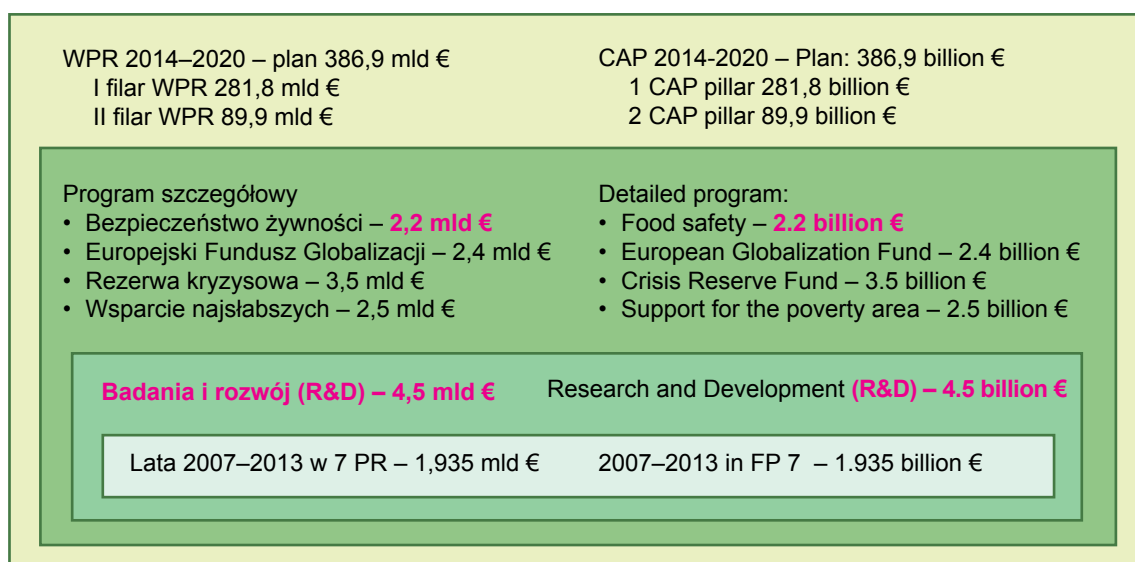 WPR 2014–2020 – plan 386,9 mld €
I filar WPR 281,8 mld €
II filar WPR 89,9 mld €
CAP 2014-2020 – Plan: 386,9 billion €
1 CAP pillar 281,8 billion €
2 CAP pillar 89,9 billion €
Program szczegółowy
• Bezpieczeństwo żywności – 2,2 mld €
• Europejski Fundusz Globalizacji – 2,4 mld €
• Rezerwa kryzysowa – 3,5 mld €
• Wsparcie najsłabszych – 2,5 mld €
Detailed program:
• Food safety – 2.2 billion €
• European Globalization Fund – 2.4 billion €
• Crisis Reserve Fund – 3.5 billion €
• Support for the poverty area – 2.5 billion €
Badania i rozwój (R&D) – 4,5 mld €
Research and Development (R&D) – 4.5 billion €
Lata 2007–2013 w 7 PR – 1,935 mld €
2007–2013 in FP 7 – 1.935 billion €